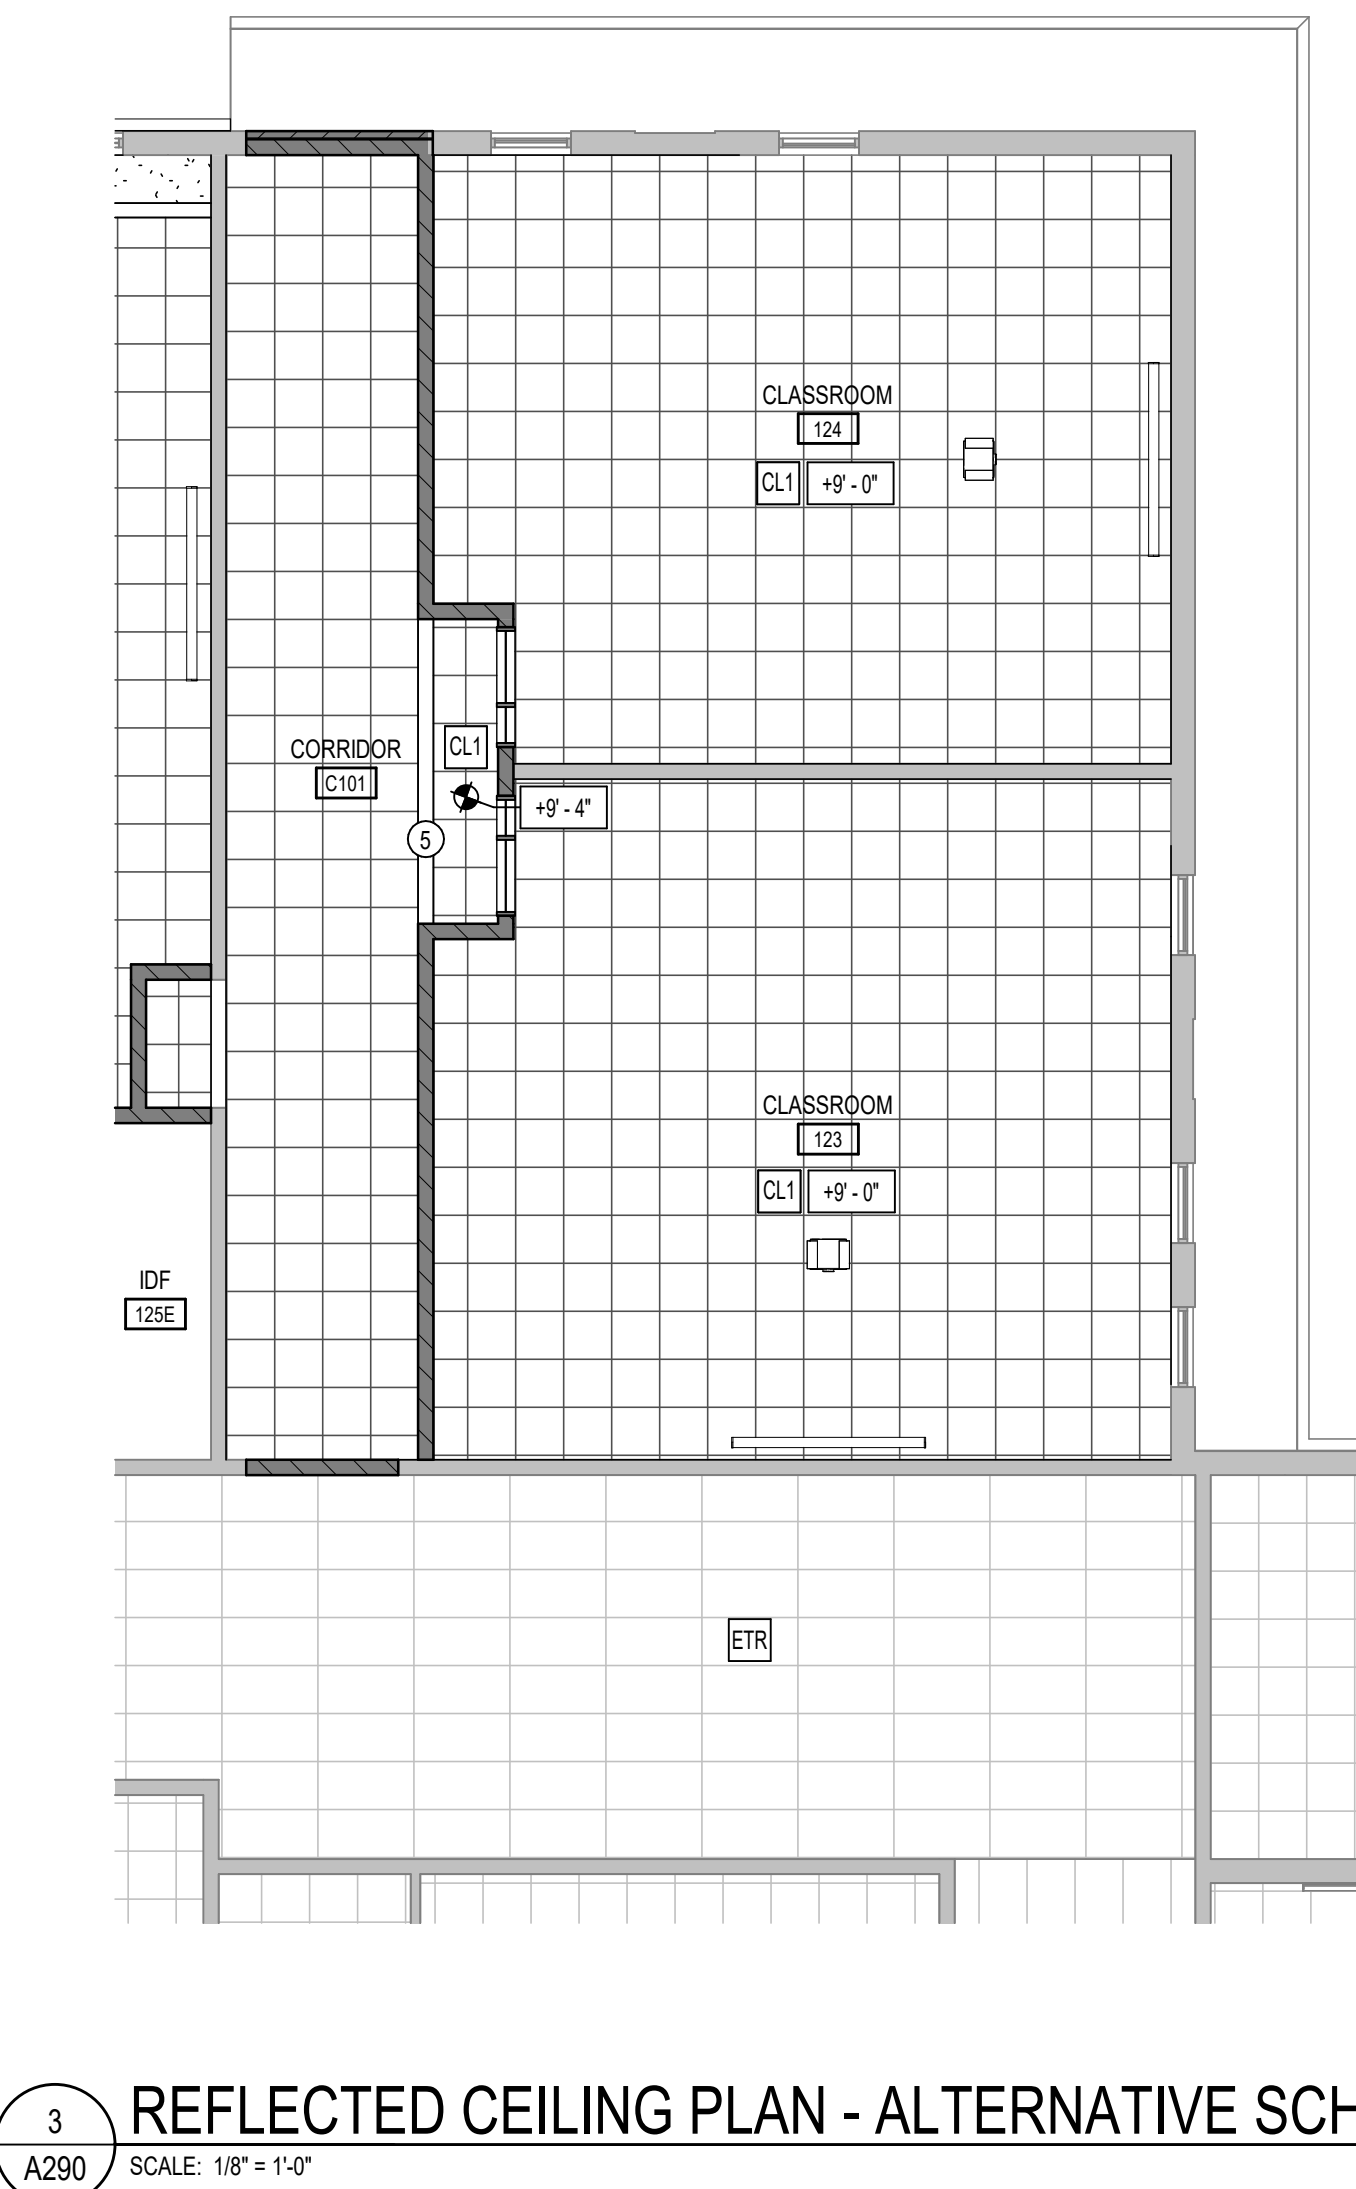 CLASSROOM
124
CL1 +9' - 0"
CORRIDOR
C101
CL1
+9' - 4"
5
CLASSROOM
123
CL1 +9' - 0"
IDF
125E
ETR
3
A290
REFLECTED CEILING PLAN - ALTERNATIVE SCH
SCALE: 1/8" = 1'-0"